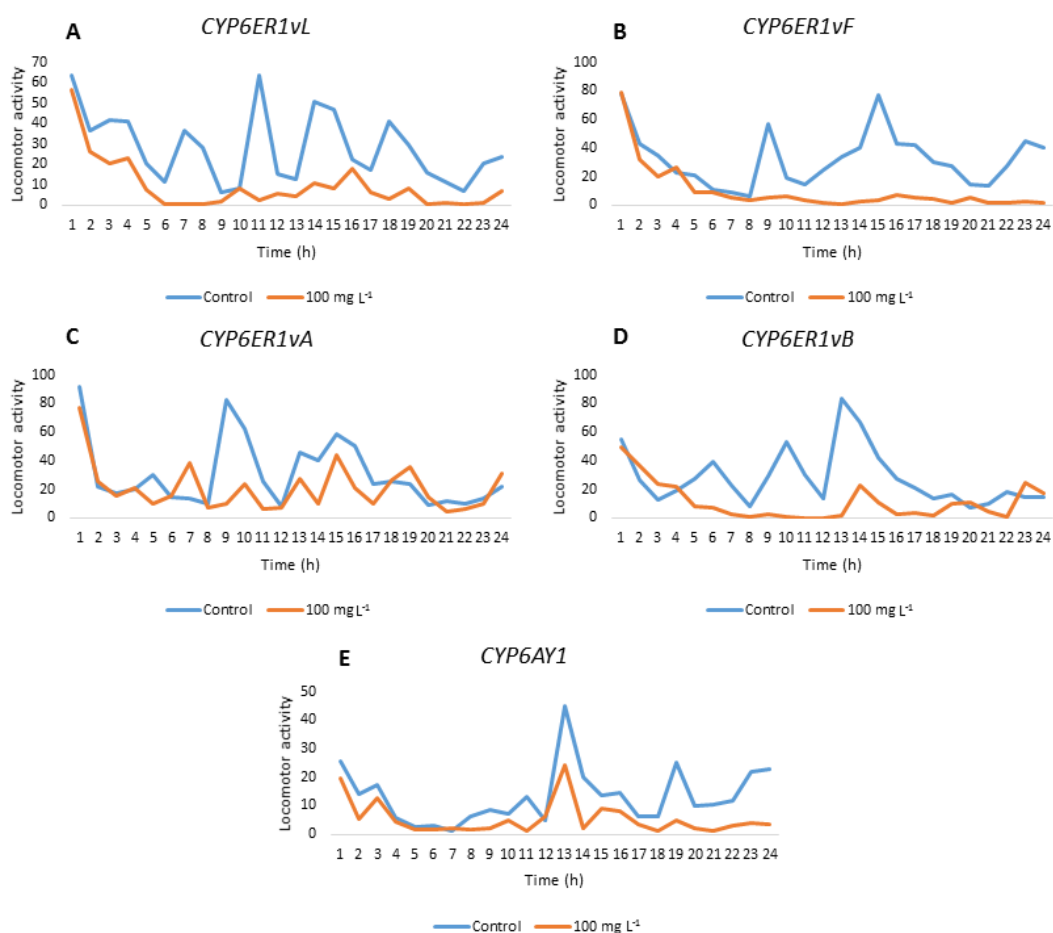 A
CYP6ER1vL
Locomotor activity
70
60
50
40
30
20
10
0
1 2 3 4 5 6 7 8 9 10 11 12 13 14 15 16 17 18 19 20 21 22 23 24
Time (h)
Control 100 mg L⁻¹
B
CYP6ER1vF
Locomotor activity
100
80
60
40
20
0
1 2 3 4 5 6 7 8 9 10 11 12 13 14 15 16 17 18 19 20 21 22 23 24
Time (h)
Control 100 mg L⁻¹
C
CYP6ER1vA
Locomotor activity
100
80
60
40
20
0
1 2 3 4 5 6 7 8 9 10 11 12 13 14 15 16 17 18 19 20 21 22 23 24
Time (h)
Control 100 mg L⁻¹
D
CYP6ER1vB
Locomotor activity
100
80
60
40
20
0
1 2 3 4 5 6 7 8 9 10 11 12 13 14 15 16 17 18 19 20 21 22 23 24
Time (h)
Control 100 mg L⁻¹
E
CYP6AY1
Locomotor activity
50
40
30
20
10
0
1 2 3 4 5 6 7 8 9 10 11 12 13 14 15 16 17 18 19 20 21 22 23 24
Time (h)
Control 100 mg L⁻¹